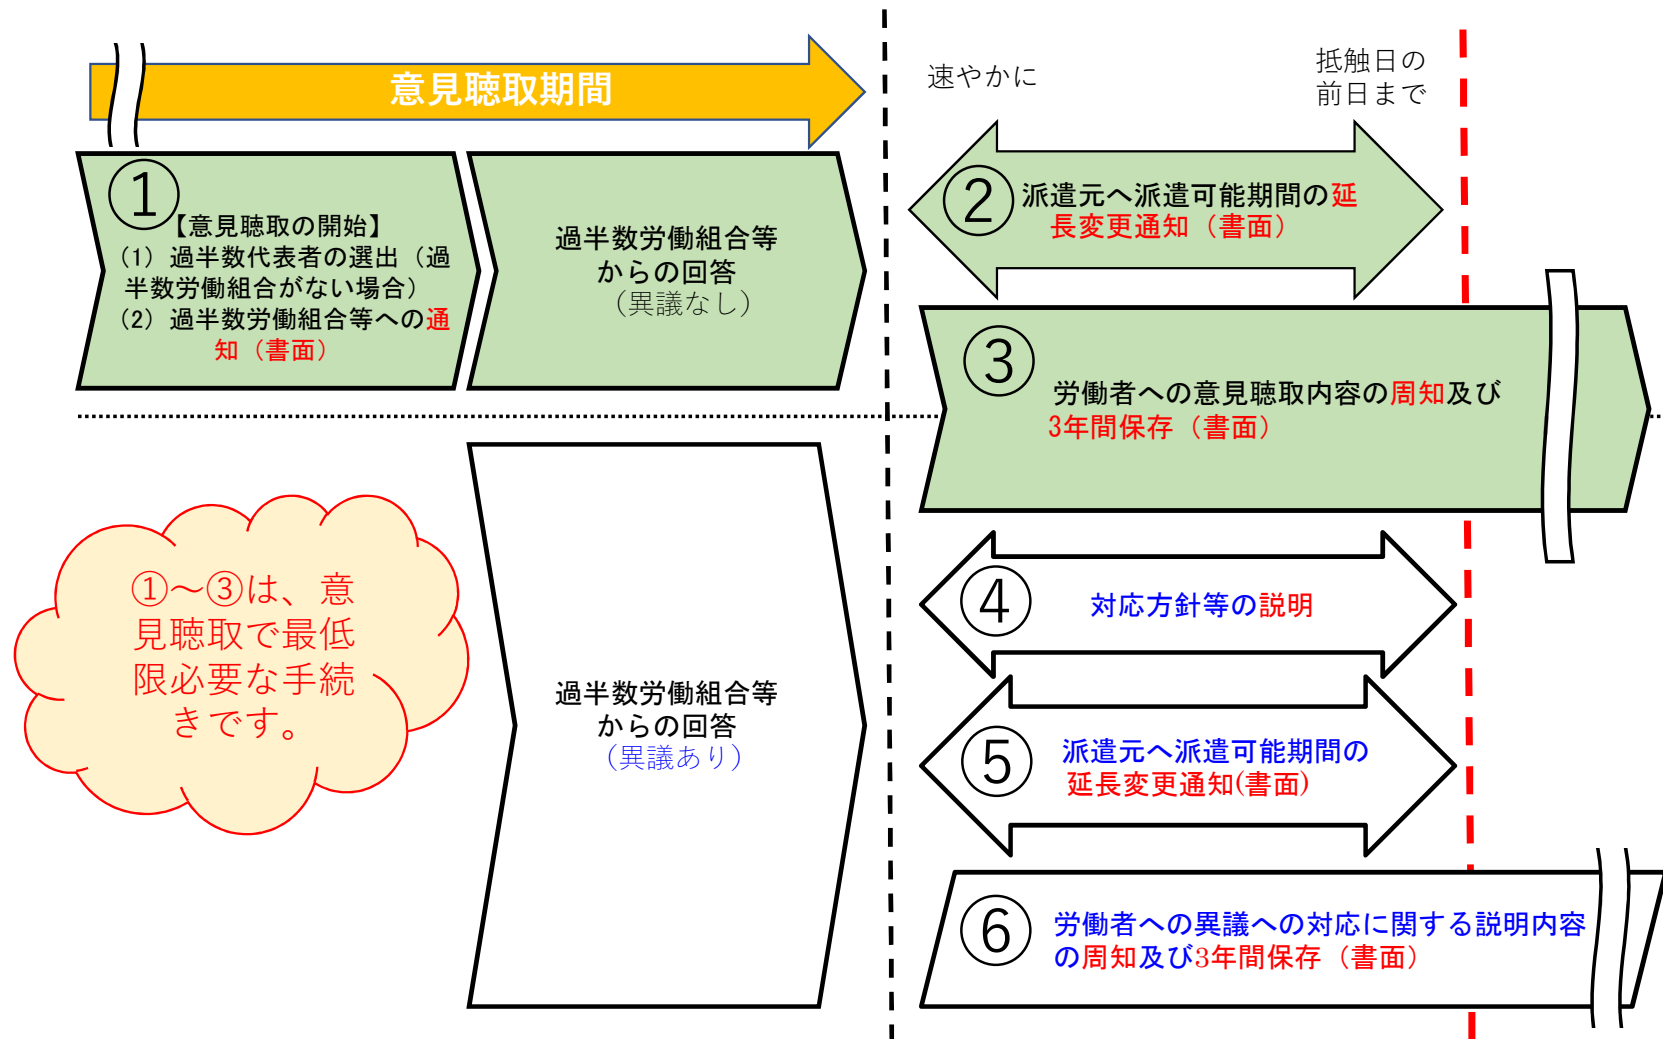 意見聴取期間
速やかに
抵触日の
前日まで
①
【意見聴取の開始】
（1）過半数代表者の選出（過
半数労働組合がない場合）
（2）過半数労働組合等への通
知（書面）
過半数労働組合等
からの回答
（異議なし）
②
派遣元へ派遣可能期間の延
長変更通知（書面）
③
労働者への意見聴取内容の周知及び
3年間保存（書面）
①～③は、意
見聴取で最低
限必要な手続
きです。
過半数労働組合等
からの回答
（異議あり）
④
対応方針等の説明
⑤
派遣元へ派遣可能期間の
延長変更通知(書面)
⑥
労働者への異議への対応に関する説明内容
の周知及び3年間保存（書面）